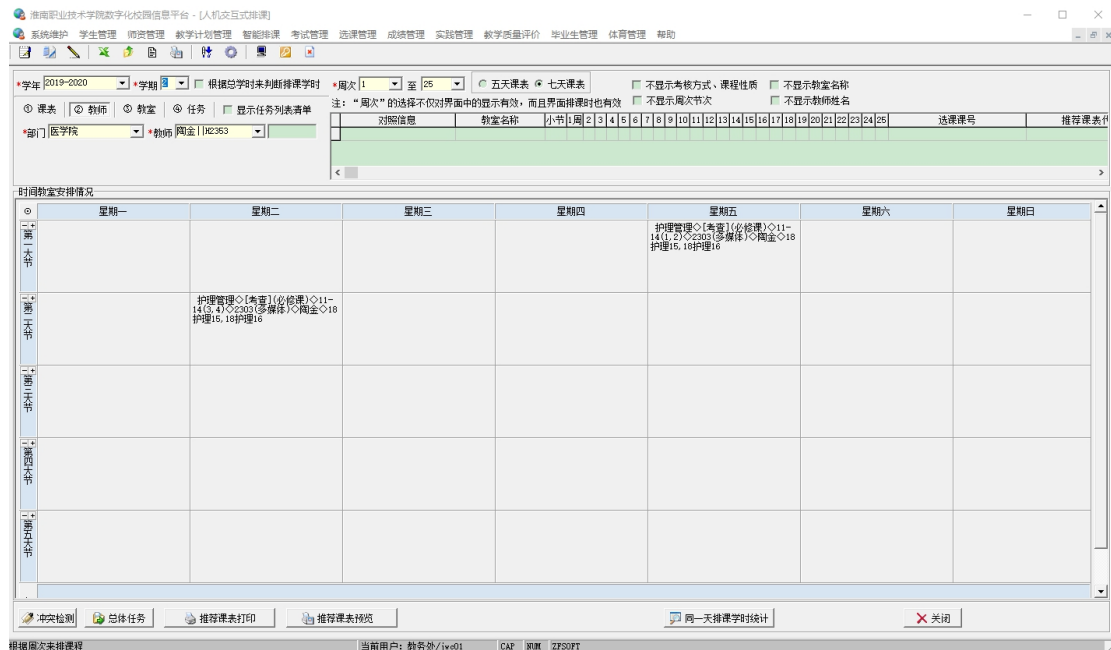 淮南职业技术学院数字化校园信息平台 - [人机交互式排课]
系统维护 学生管理 师资管理 教学计划管理 智能排课 考试管理 选课管理 成绩管理 实践管理 教学质量评价 毕业生管理 体育管理 帮助
*学年 2019-2020 *学期 2 根据总学时来判断排课学时 *周次 1 至 25 五天课表 七天课表 不显示考核方式、课程性质 不显示教室名称
注：“周次”的选择不仅对界面中的显示有效，而且界面排课时也有效 不显示周次节次 不显示教师姓名
① 课表 ② 教师 ③ 教室 ④ 任务 显示任务列表清单
*部门 医学院 *教师 陶金||H2353
对照信息 教室名称 小节 1周 2 3 4 5 6 7 8 9 10 11 12 13 14 15 16 17 18 19 20 21 22 23 24 25 选课课号 推荐课表代
时间教室安排情况
星期一 星期二 星期三 星期四 星期五 星期六 星期日
第一大节
护理管理◇[考查](必修课)◇11-
14(1,2)◇2303(多媒体)◇陶金◇18
护理15,18护理16
第二大节
护理管理◇[考查](必修课)◇11-
14(3,4)◇2303(多媒体)◇陶金◇18
护理15,18护理16
第三大节
第四大节
第五大节
冲突检测 总体任务 推荐课表打印 推荐课表预览 同一天排课学时统计 关闭
根据周次来排课程 当前用户: 教务处/jwc01 CAP NUM ZFSOFT